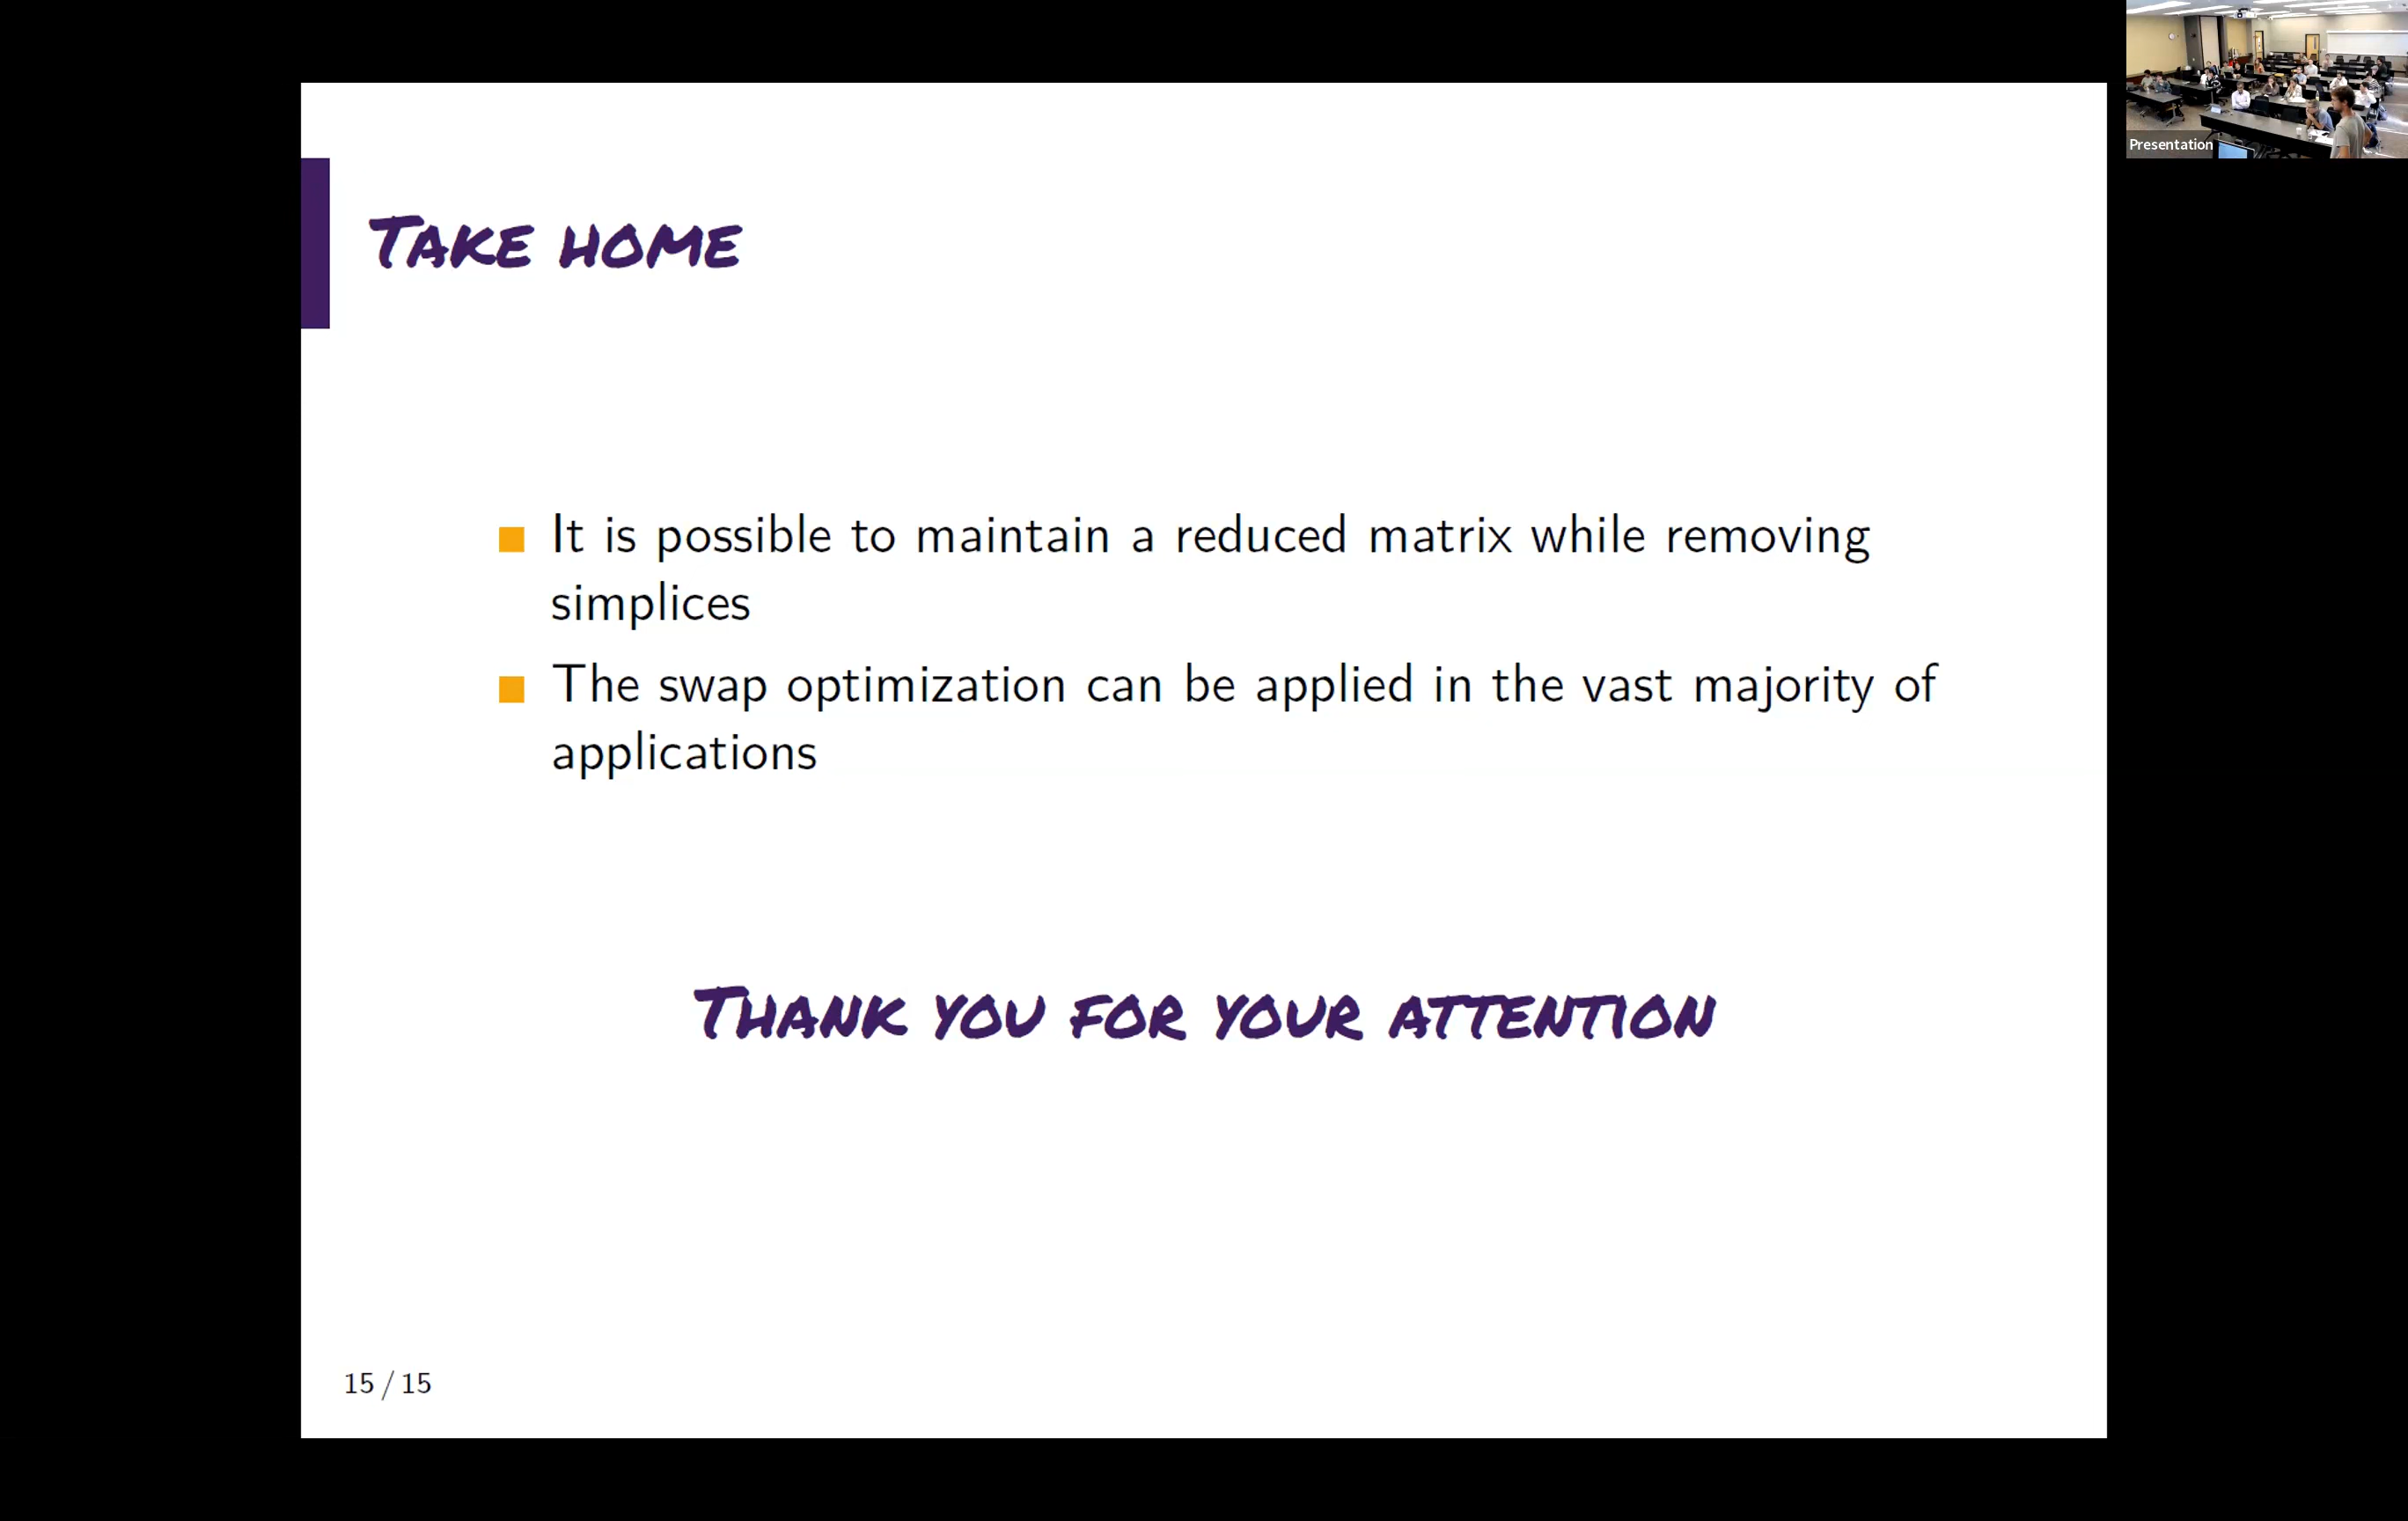 Presentation
Take home
It is possible to maintain a reduced matrix while removing
simplices
The swap optimization can be applied in the vast majority of
applications
Thank you for your attention
15 / 15